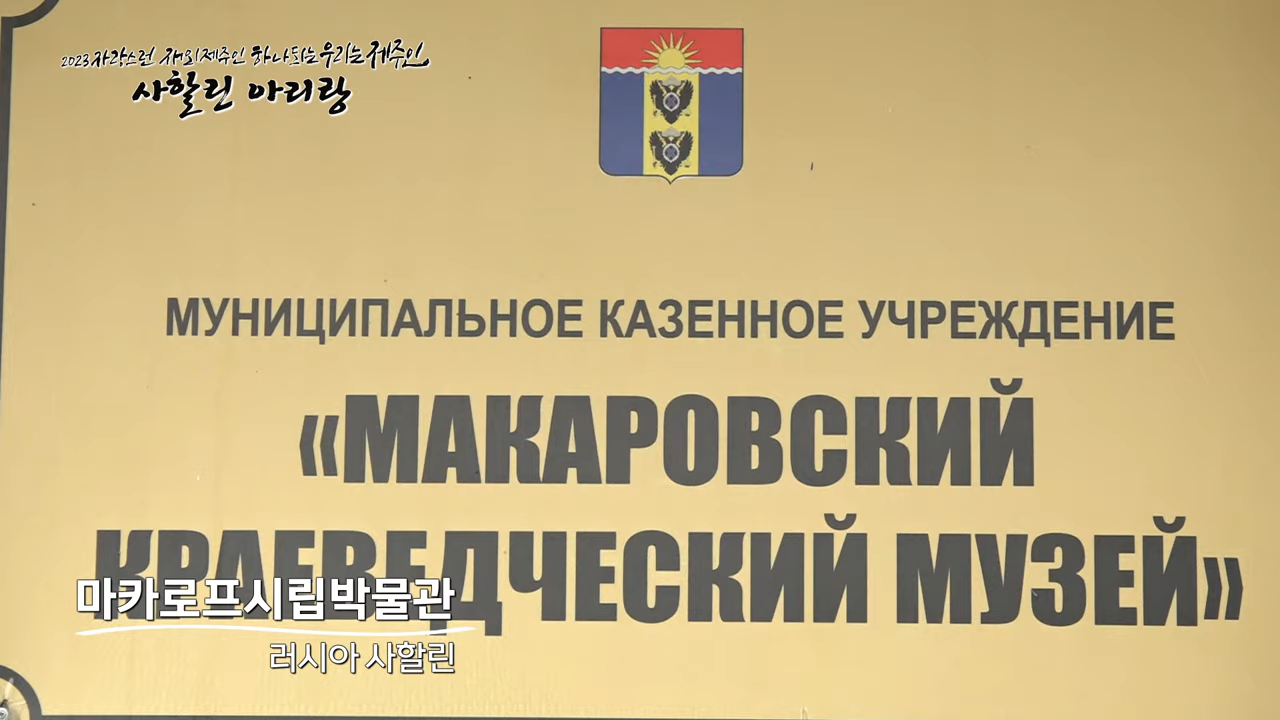 2023 자랑스런 재외제주인 하나되는 우리는 제주인
사할린 아리랑
МУНИЦИПАЛЬНОЕ КАЗЕННОЕ УЧРЕЖДЕНИЕ
«МАКАРОВСКИЙ
КРАЕВЕДЧЕСКИЙ МУЗЕЙ»
마카로프시립박물관
러시아 사할린